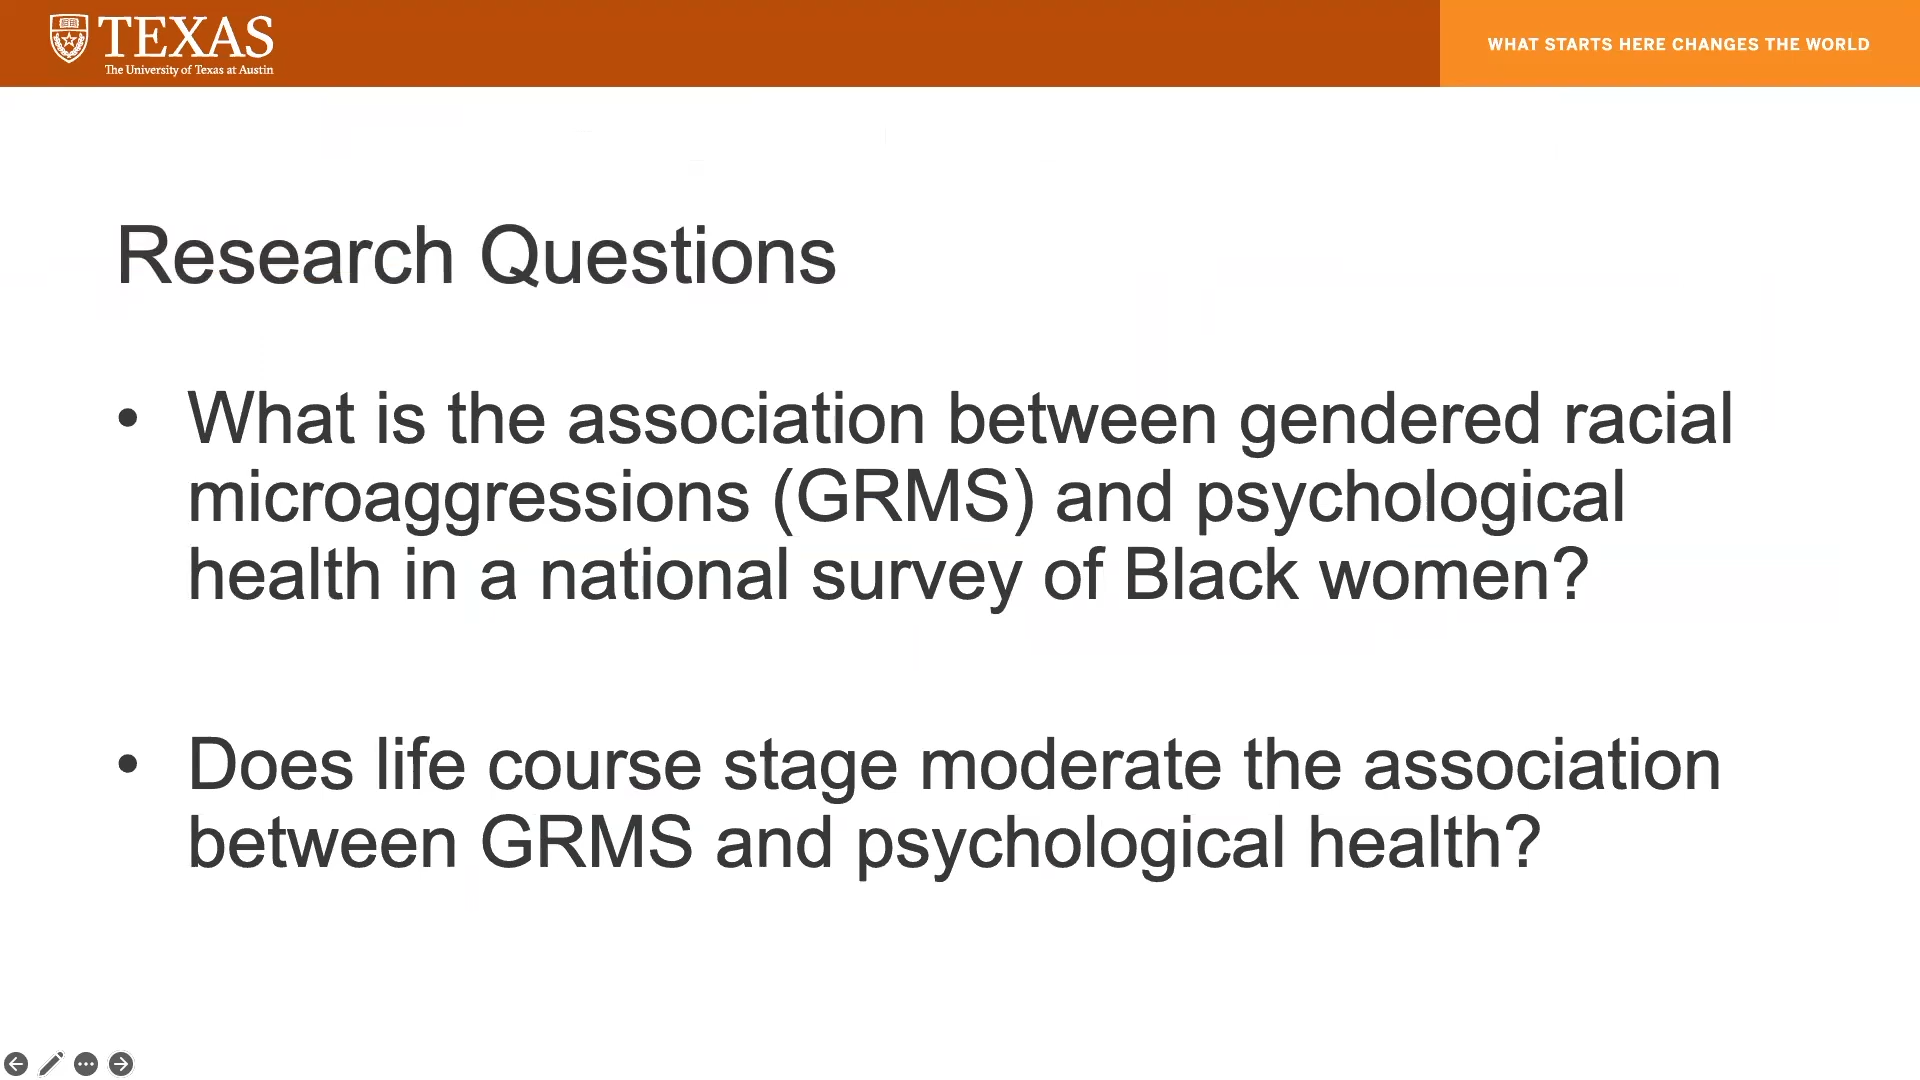 TEXAS
The University of Texas at Austin
WHAT STARTS HERE CHANGES THE WORLD
Research Questions
• What is the association between gendered racial
microaggressions (GRMS) and psychological
health in a national survey of Black women?
• Does life course stage moderate the association
between GRMS and psychological health?